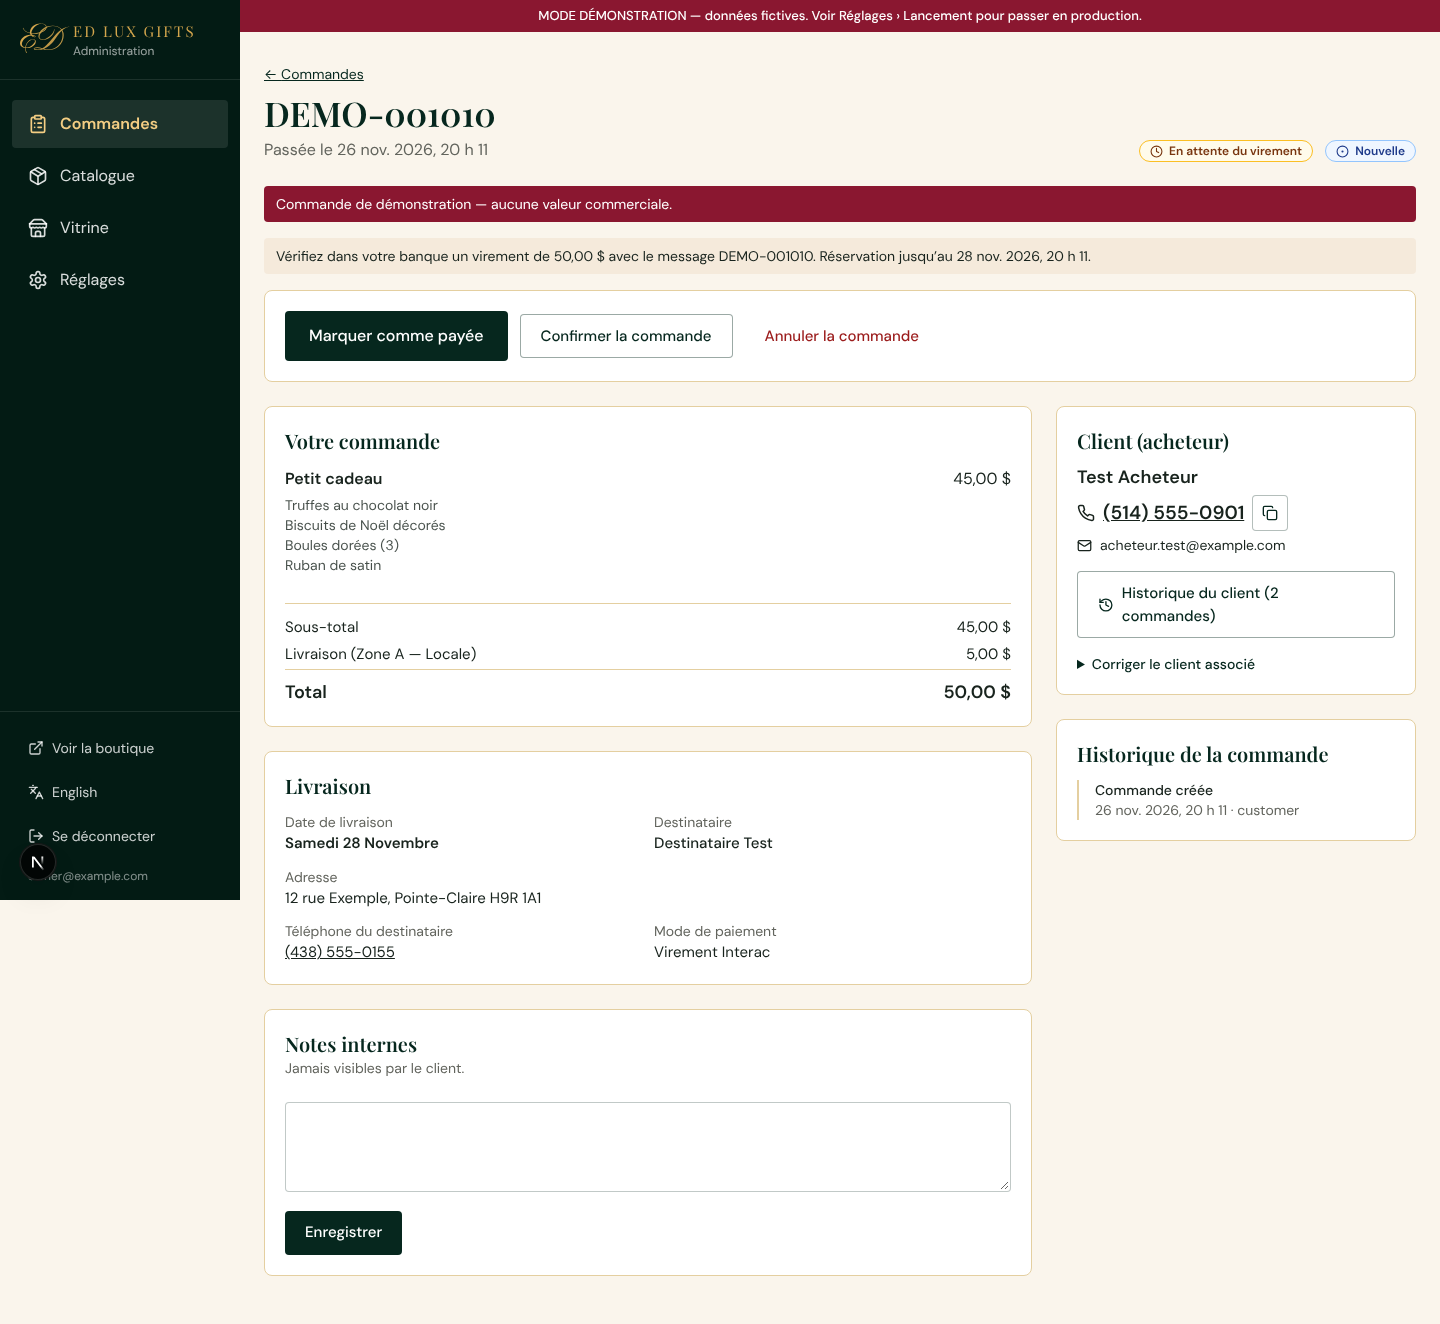 ED LUX GIFTS
Administration
Commandes
Catalogue
Vitrine
Réglages
Voir la boutique
English
Se déconnecter
@example.com
MODE DÉMONSTRATION — données fictives. Voir Réglages › Lancement pour passer en production.
← Commandes
DEMO-001010
Passée le 26 nov. 2026, 20 h 11
En attente du virement
Nouvelle
Commande de démonstration — aucune valeur commerciale.
Vérifiez dans votre banque un virement de 50,00 $ avec le message DEMO-001010. Réservation jusqu’au 28 nov. 2026, 20 h 11.
Marquer comme payée
Confirmer la commande
Annuler la commande
Votre commande
Petit cadeau 45,00 $
Truffes au chocolat noir
Biscuits de Noël décorés
Boules dorées (3)
Ruban de satin
Sous-total 45,00 $
Livraison (Zone A — Locale) 5,00 $
Total 50,00 $
Livraison
Date de livraison
Samedi 28 Novembre
Destinataire
Destinataire Test
Adresse
12 rue Exemple, Pointe-Claire H9R 1A1
Téléphone du destinataire
(438) 555-0155
Mode de paiement
Virement Interac
Notes internes
Jamais visibles par le client.
Enregistrer
Client (acheteur)
Test Acheteur
(514) 555-0901
acheteur.test@example.com
Historique du client (2
commandes)
Corriger le client associé
Historique de la commande
Commande créée
26 nov. 2026, 20 h 11 · customer